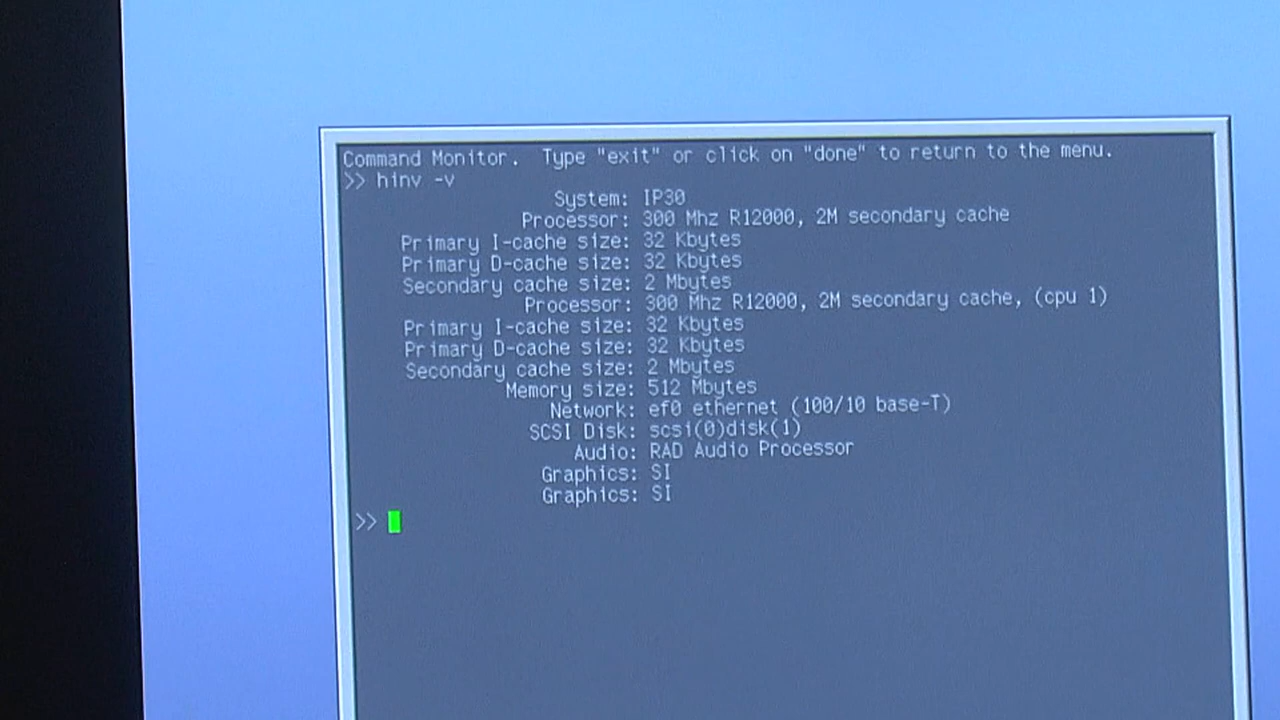 Command Monitor.  Type "exit" or click on "done" to return to the menu.
>> hinv -v
System: IP30
Processor: 300 Mhz R12000, 2M secondary cache
Primary I-cache size: 32 Kbytes
Primary D-cache size: 32 Kbytes
Secondary cache size: 2 Mbytes
Processor: 300 Mhz R12000, 2M secondary cache, (cpu 1)
Primary I-cache size: 32 Kbytes
Primary D-cache size: 32 Kbytes
Secondary cache size: 2 Mbytes
Memory size: 512 Mbytes
Network: ef0 ethernet (100/10 base-T)
SCSI Disk: scsi(0)disk(1)
Audio: RAD Audio Processor
Graphics: SI
Graphics: SI
>>